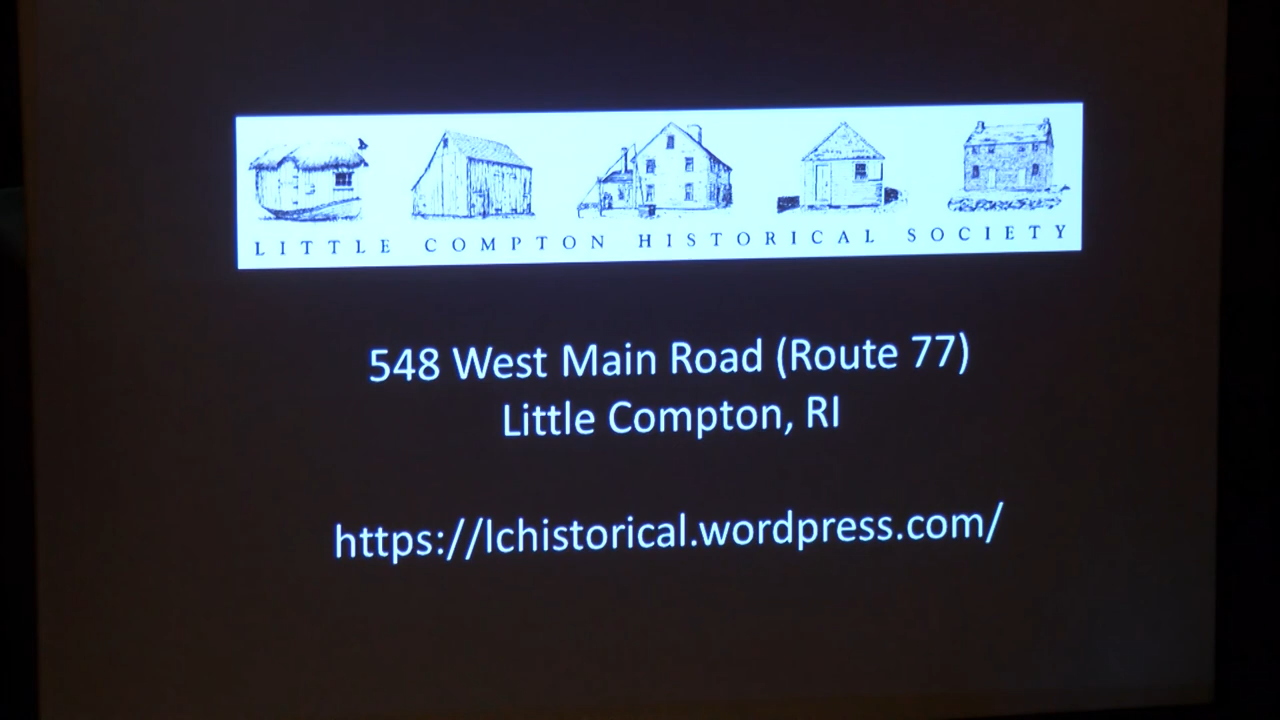 LITTLE COMPTON HISTORICAL SOCIETY
548 West Main Road (Route 77)
Little Compton, RI
https://lchistorical.wordpress.com/